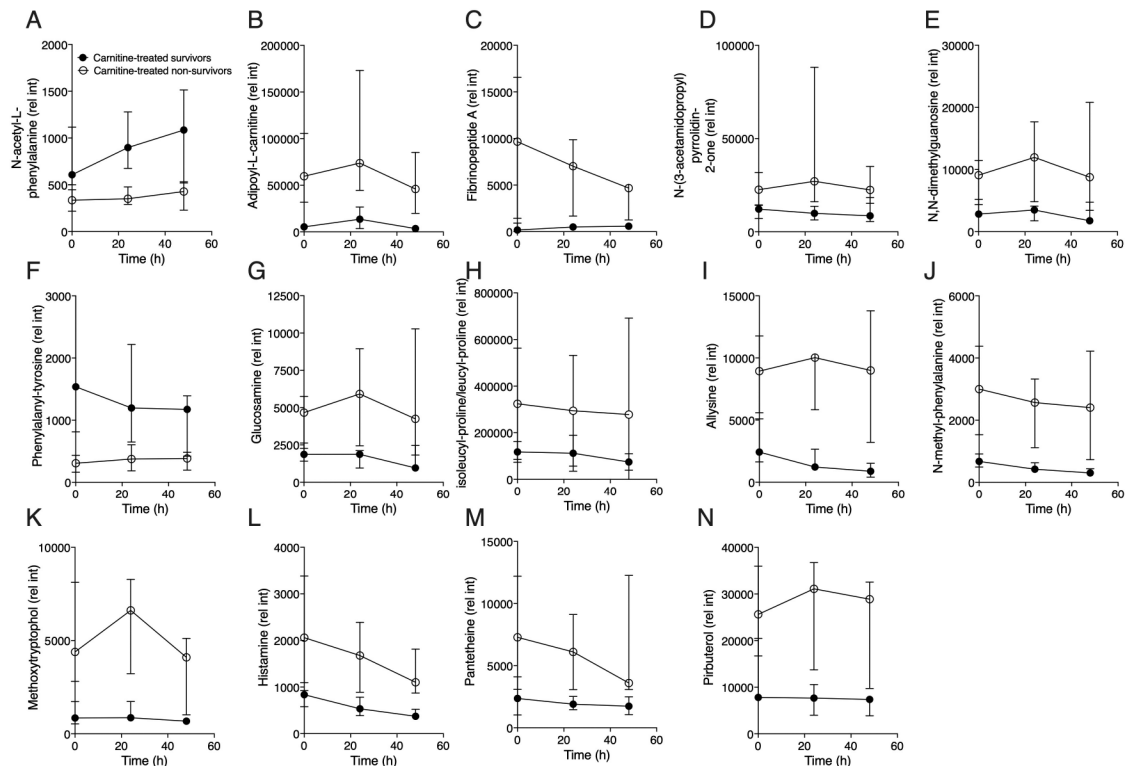 A
N-acetyl-L-
phenylalanine (rel int)
2000
1500
1000
500
0
0
20
40
60
Time (h)
Carnitine-treated survivors
Carnitine-treated non-survivors
B
Adipoyl-L-carnitine (rel int)
200000
150000
100000
50000
0
0
20
40
60
Time (h)
C
Fibrinopeptide A (rel int)
20000
15000
10000
5000
0
0
20
40
60
Time (h)
D
N-(3-acetamidopropyl)
pyrrolidin-
2-one (rel int)
100000
50000
0
0
20
40
60
Time (h)
E
N,N-dimethylguanosine (rel int)
30000
20000
10000
0
0
20
40
60
Time (h)
F
Phenylalanyl-tyrosine (rel int)
3000
2000
1000
0
0
20
40
60
Time (h)
G
Glucosamine (rel int)
12500
10000
7500
5000
2500
0
0
20
40
60
Time (h)
H
isoleucyl-proline/leucyl-proline (rel int)
800000
600000
400000
200000
0
0
20
40
60
Time (h)
I
Allysine (rel int)
15000
10000
5000
0
0
20
40
60
Time (h)
J
N-methyl-phenylalanine (rel int)
6000
4000
2000
0
0
20
40
60
Time (h)
K
Methoxytryptophol (rel int)
10000
5000
0
0
20
40
60
Time (h)
L
Histamine (rel int)
4000
3000
2000
1000
0
0
20
40
60
Time (h)
M
Pantetheine (rel int)
15000
10000
5000
0
0
20
40
60
Time (h)
N
Pirbuterol (rel int)
40000
30000
20000
10000
0
0
20
40
60
Time (h)